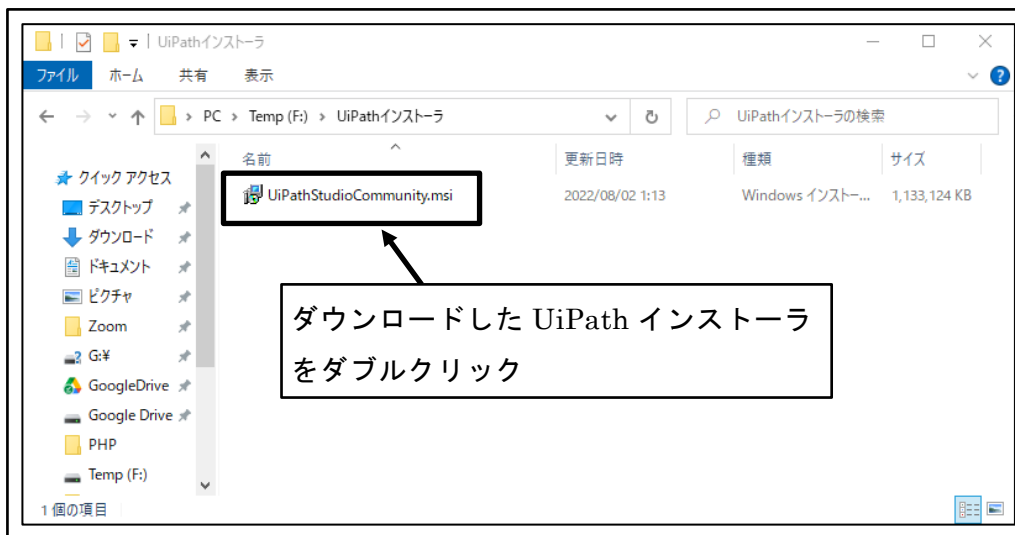 UiPathインストーラ
ファイル ホーム 共有 表示
PC › Temp (F:) › UiPathインストーラ
UiPathインストーラの検索
名前 更新日時 種類 サイズ
クイック アクセス
UiPathStudioCommunity.msi 2022/08/02 1:13 Windows インストー... 1,133,124 KB
デスクトップ
ダウンロード
ドキュメント
ピクチャ
Zoom
G:¥
GoogleDrive
Google Drive
PHP
Temp (F:)
ダウンロードした UiPath インストーラ
をダブルクリック
1 個の項目